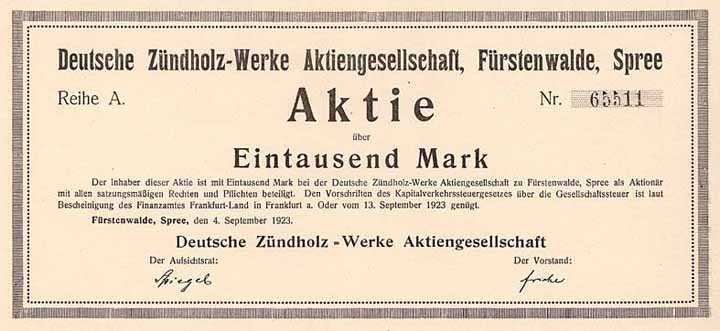 Deutsche Zündholz-Werke Aktiengesellschaft, Fürstenwalde, Spree
Reihe A. Aktie Nr. 65511
über
Eintausend Mark
Der Inhaber dieser Aktie ist mit Eintausend Mark bei der Deutsche Zündholz-Werke Aktiengesellschaft zu Fürstenwalde, Spree als Aktionär
mit allen satzungsmäßigen Rechten und Pflichten beteiligt. Den Vorschriften des Kapitalverkehrssteuergesetzes über die Gesellschaftssteuer ist laut
Bescheinigung des Finanzamtes Frankfurt-Land in Frankfurt a. Oder vom 13. September 1923 genügt.
Fürstenwalde, Spree, den 4. September 1923.
Deutsche Zündholz-Werke Aktiengesellschaft
Der Aufsichtsrat: Der Vorstand:
Spiegel